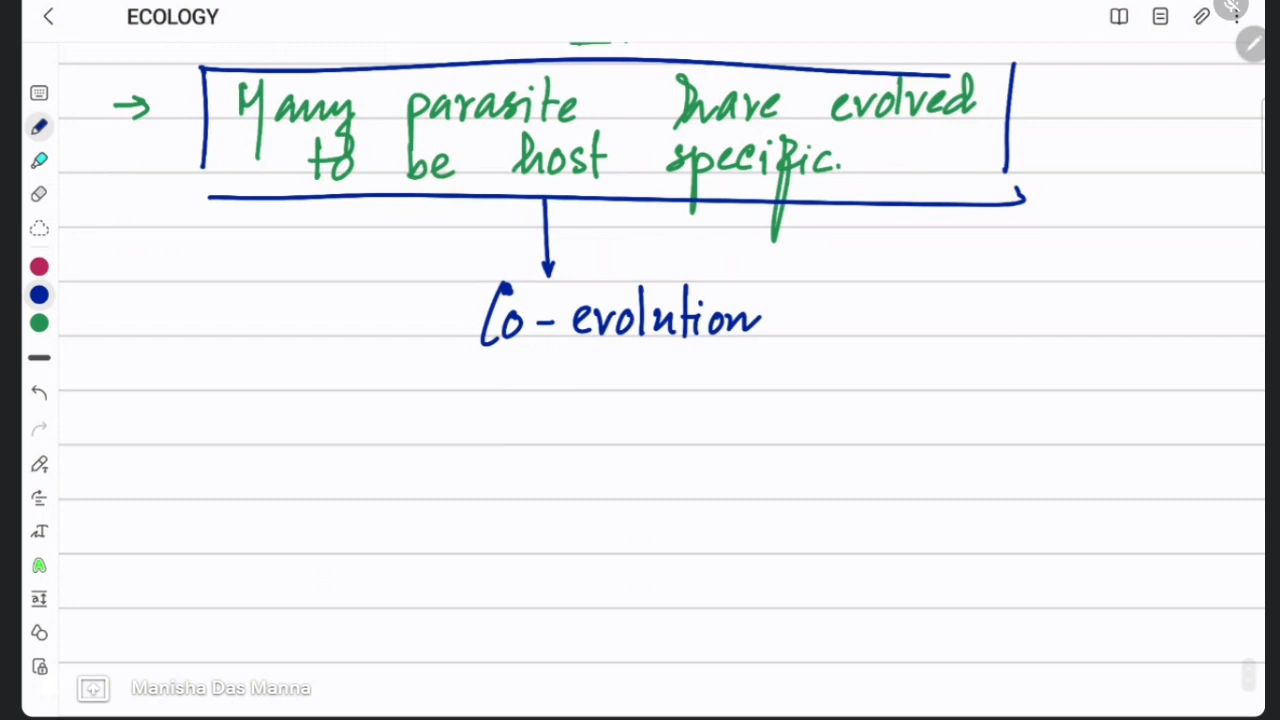 ECOLOGY
→ Many parasite have evolved
to be host specific.
Co-evolution
Manisha Das Manna